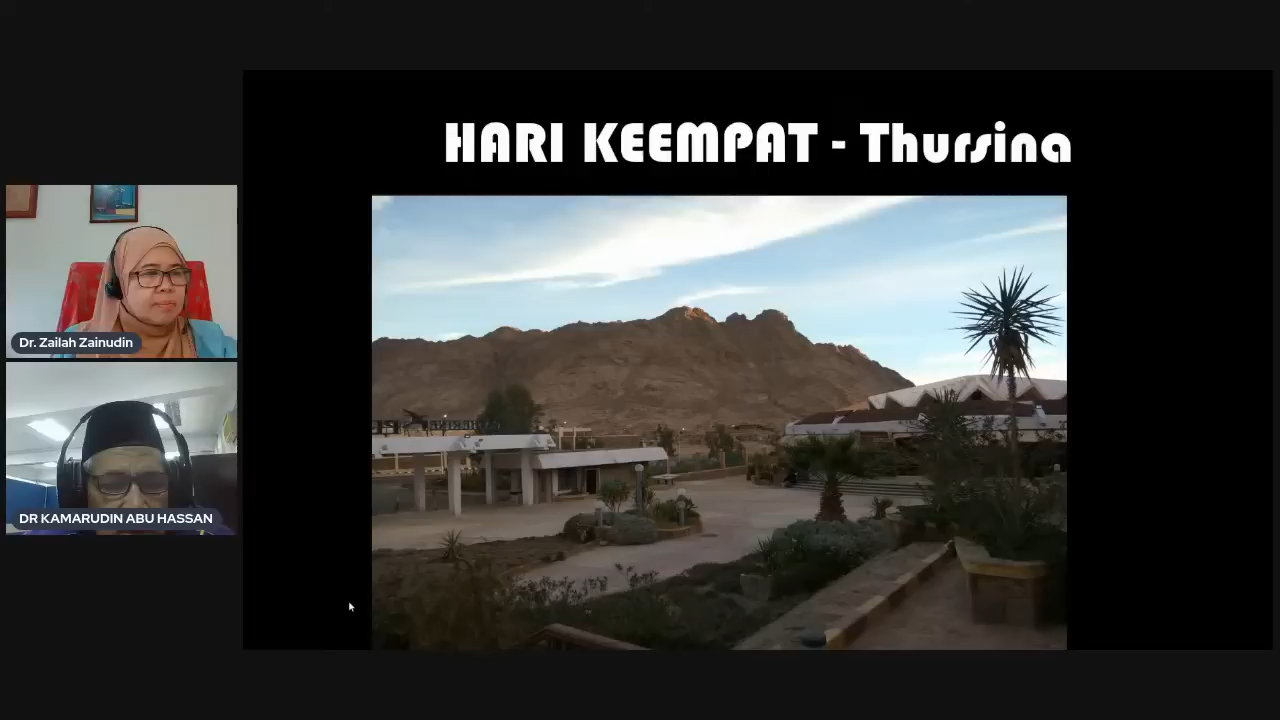 HARI KEEMPAT - Thursina
Dr. Zailah Zainudin
DR KAMARUDIN ABU HASSAN